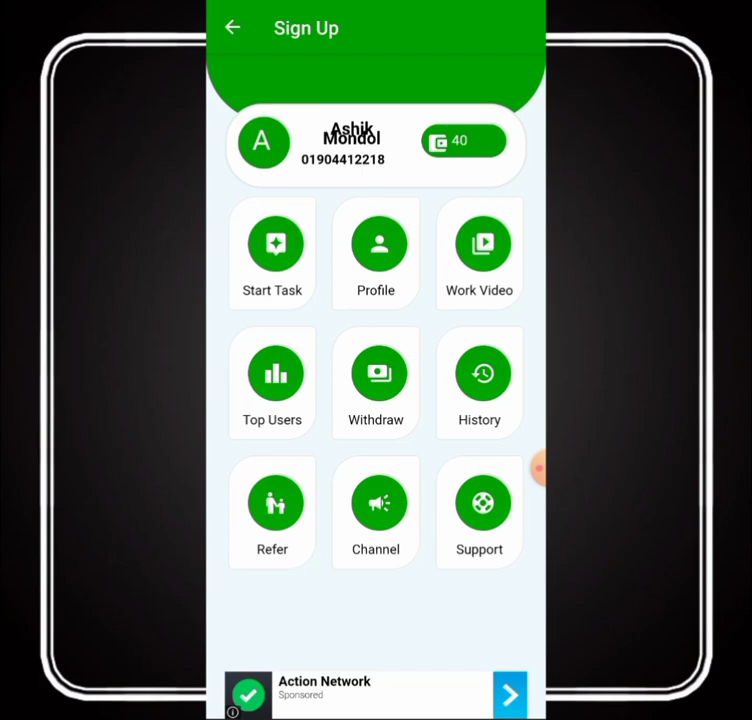 Sign Up
A
Ashik
Mondol
40
01904412218
Start Task
Profile
Work Video
Top Users
Withdraw
History
Refer
Channel
Support
Action Network
Sponsored